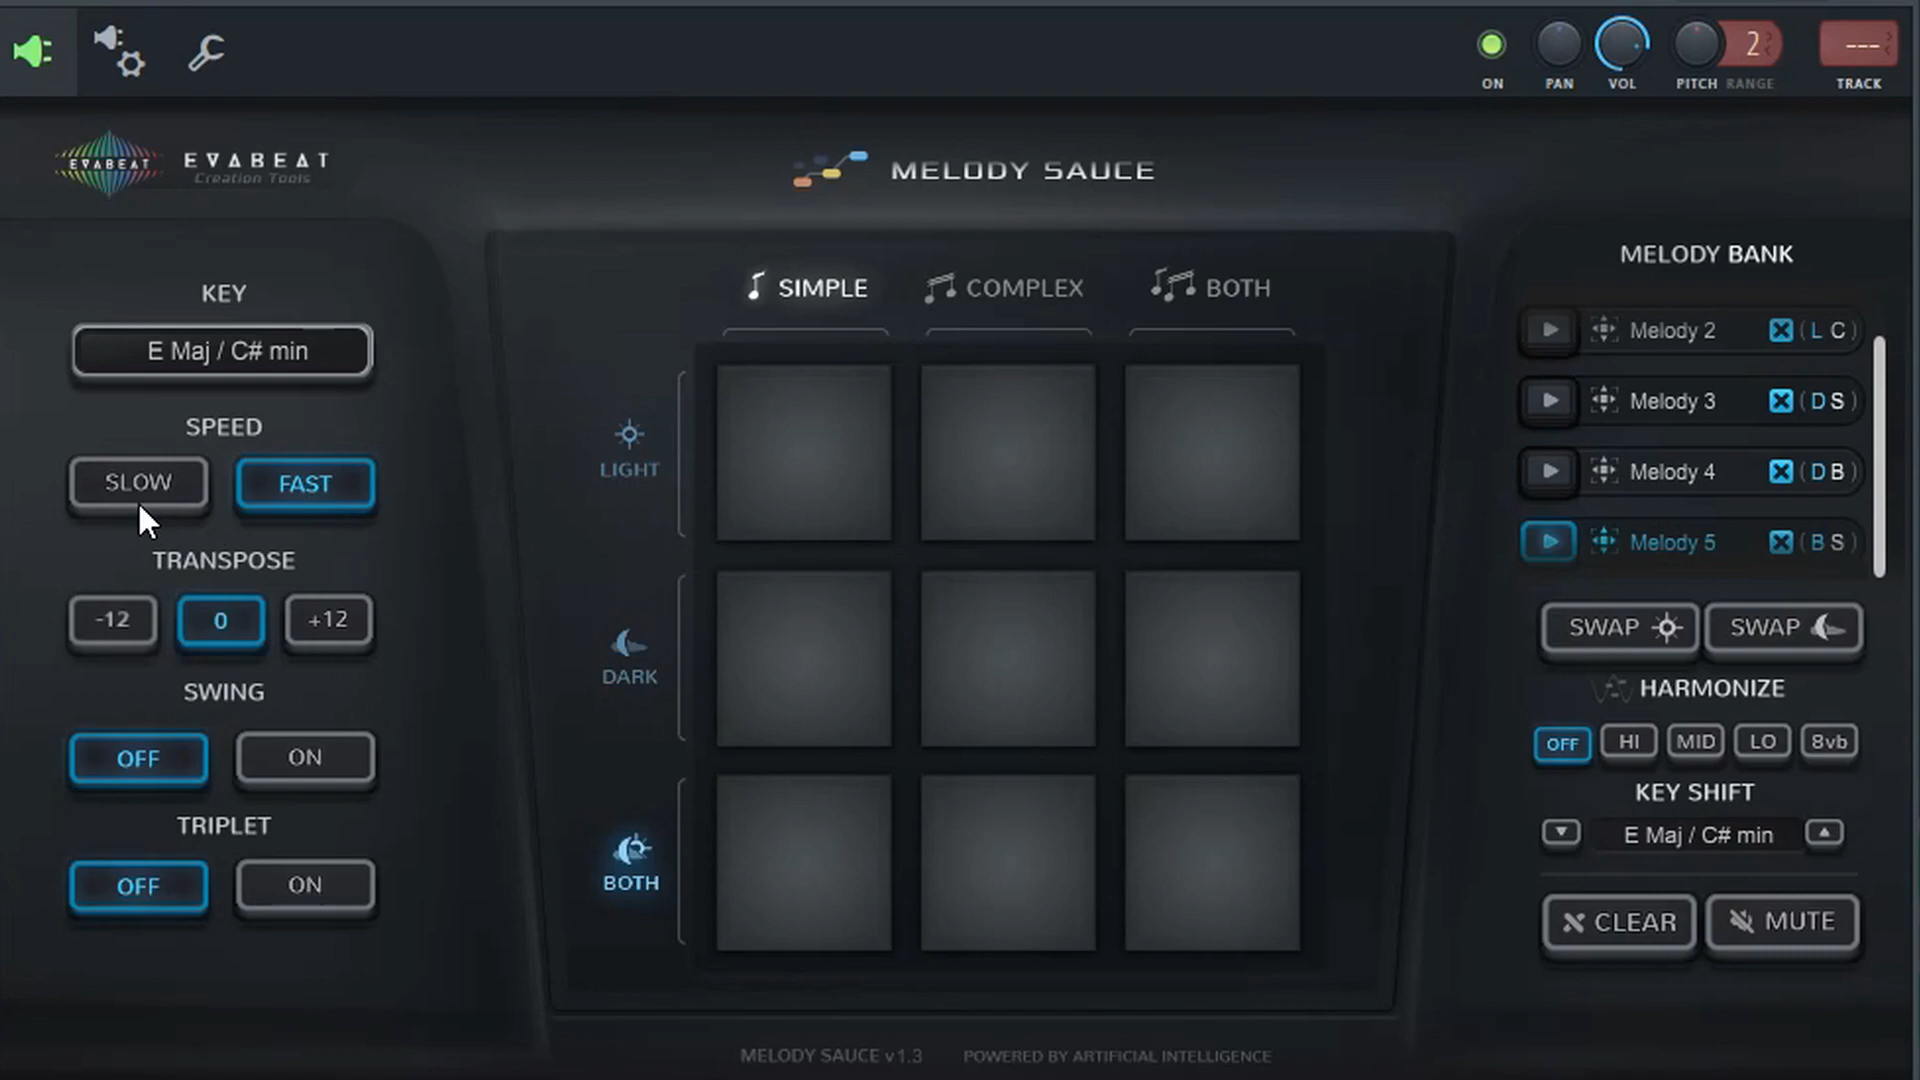 ON
PAN
VOL
PITCH
2
RANGE
---
TRACK
EVABEAT
EVABEAT
Creation Tools
MELODY SAUCE
KEY
E Maj / C# min
SPEED
SLOW
FAST
TRANSPOSE
-12
0
+12
SWING
OFF
ON
TRIPLET
OFF
ON
SIMPLE
COMPLEX
BOTH
LIGHT
DARK
BOTH
MELODY BANK
Melody 2 ( L C )
Melody 3 ( D S )
Melody 4 ( D B )
Melody 5 ( B S )
SWAP
SWAP
HARMONIZE
OFF HI MID LO 8vb
KEY SHIFT
E Maj / C# min
CLEAR
MUTE
MELODY SAUCE v1.3 POWERED BY ARTIFICIAL INTELLIGENCE